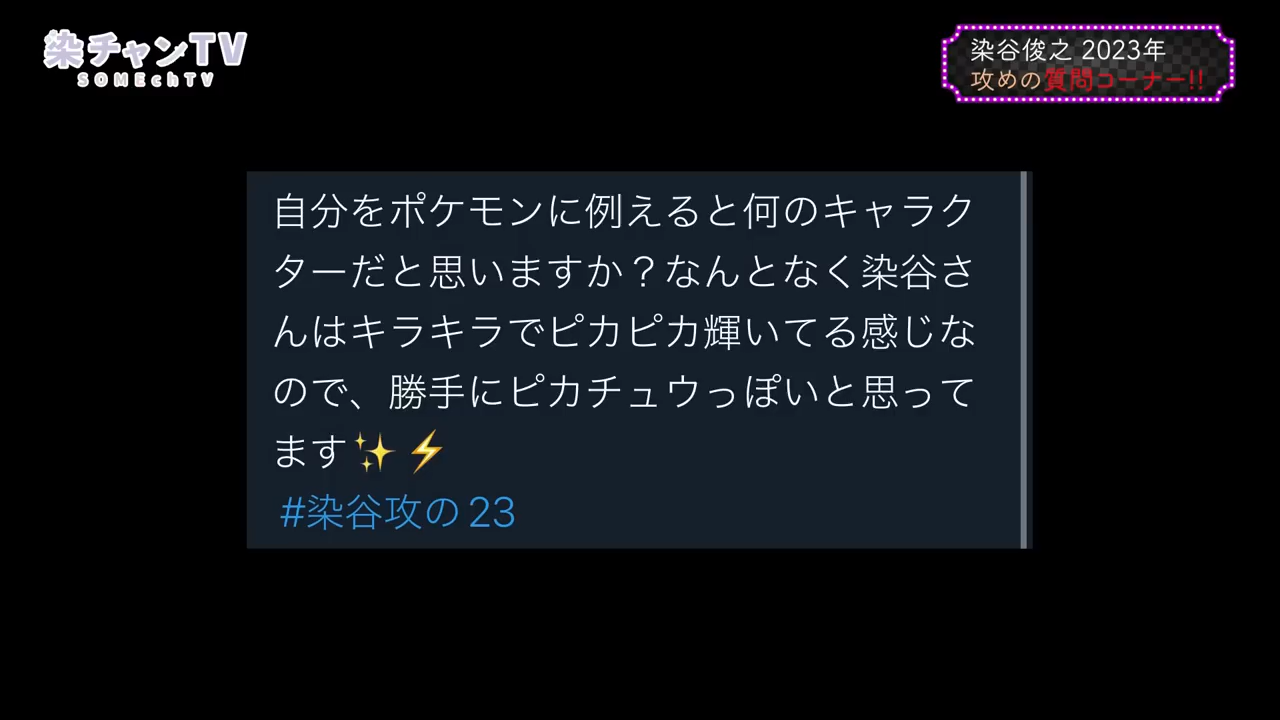 染チャンTV
SOMEchTV
染谷俊之 2023年
攻めの質問コーナー!!
自分をポケモンに例えると何のキャラク
ターだと思いますか？なんとなく染谷さ
んはキラキラでピカピカ輝いてる感じな
ので、勝手にピカチュウっぽいと思って
ます✨⚡
#染谷攻の23